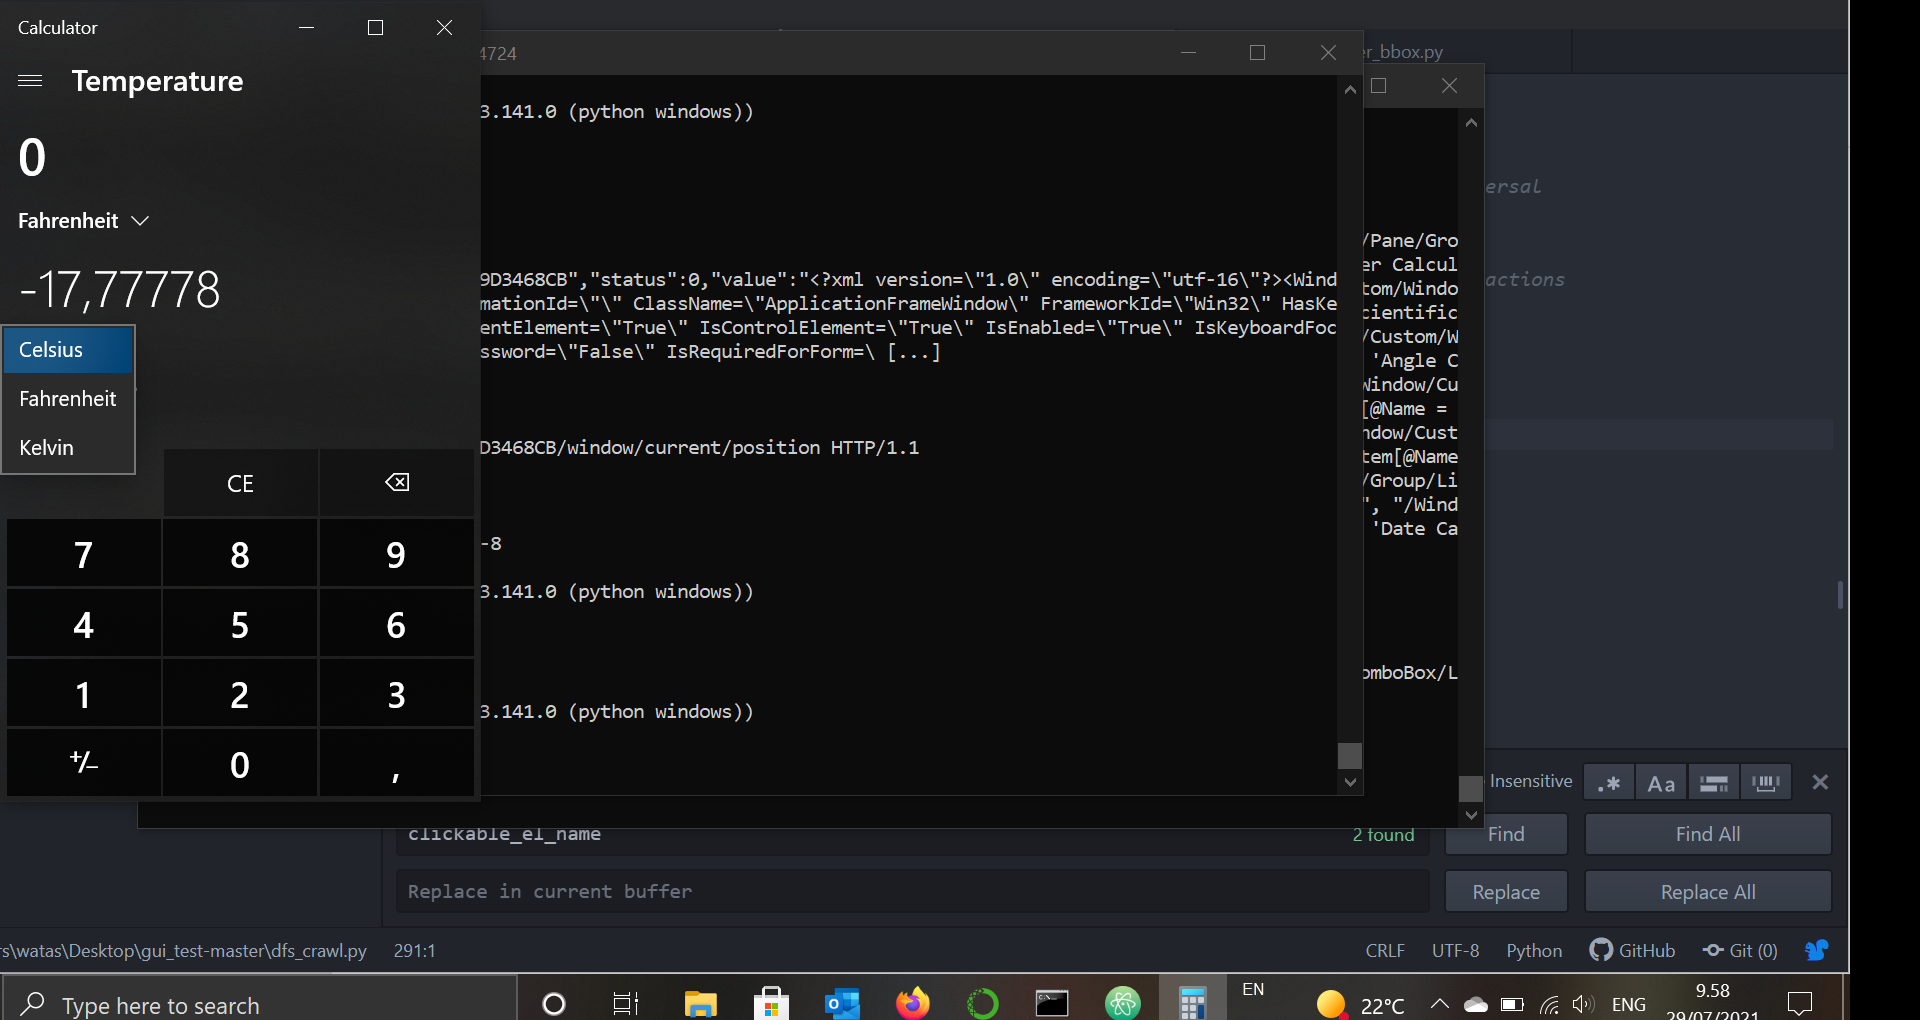 Calculator
Temperature
0
Fahrenheit
-17,77778
Celsius
Fahrenheit
Kelvin
CE
7 8 9
4 5 6
1 2 3
+/− 0 ,
4724
3.141.0 (python windows))
9D3468CB","status":0,"value":"<?xml version=\"1.0\" encoding=\"utf-16\"?><Wind
mationId=\"\" ClassName=\"ApplicationFrameWindow\" FrameworkId=\"Win32\" HasKe
entElement=\"True\" IsControlElement=\"True\" IsEnabled=\"True\" IsKeyboardFoc
ssword=\"False\" IsRequiredForForm=\ [...]
D3468CB/window/current/position HTTP/1.1
-8
3.141.0 (python windows))
3.141.0 (python windows))
/Pane/Gro
er Calcul
tom/Windo
cientific
/Custom/W
'Angle C
Window/Cu
[@Name =
ndow/Cust
tem[@Name
/Group/Li
", "/Wind
'Date Ca
omboBox/L
er_bbox.py
ersal
actions
Insensitive
.* Aa
clickable_el_name
2 found
Find
Find All
Replace in current buffer
Replace
Replace All
rs\watas\Desktop\gui_test-master\dfs_crawl.py
291:1
CRLF
UTF-8
Python
GitHub
Git (0)
Type here to search
EN
22°C
ENG
9.58
29/07/2021